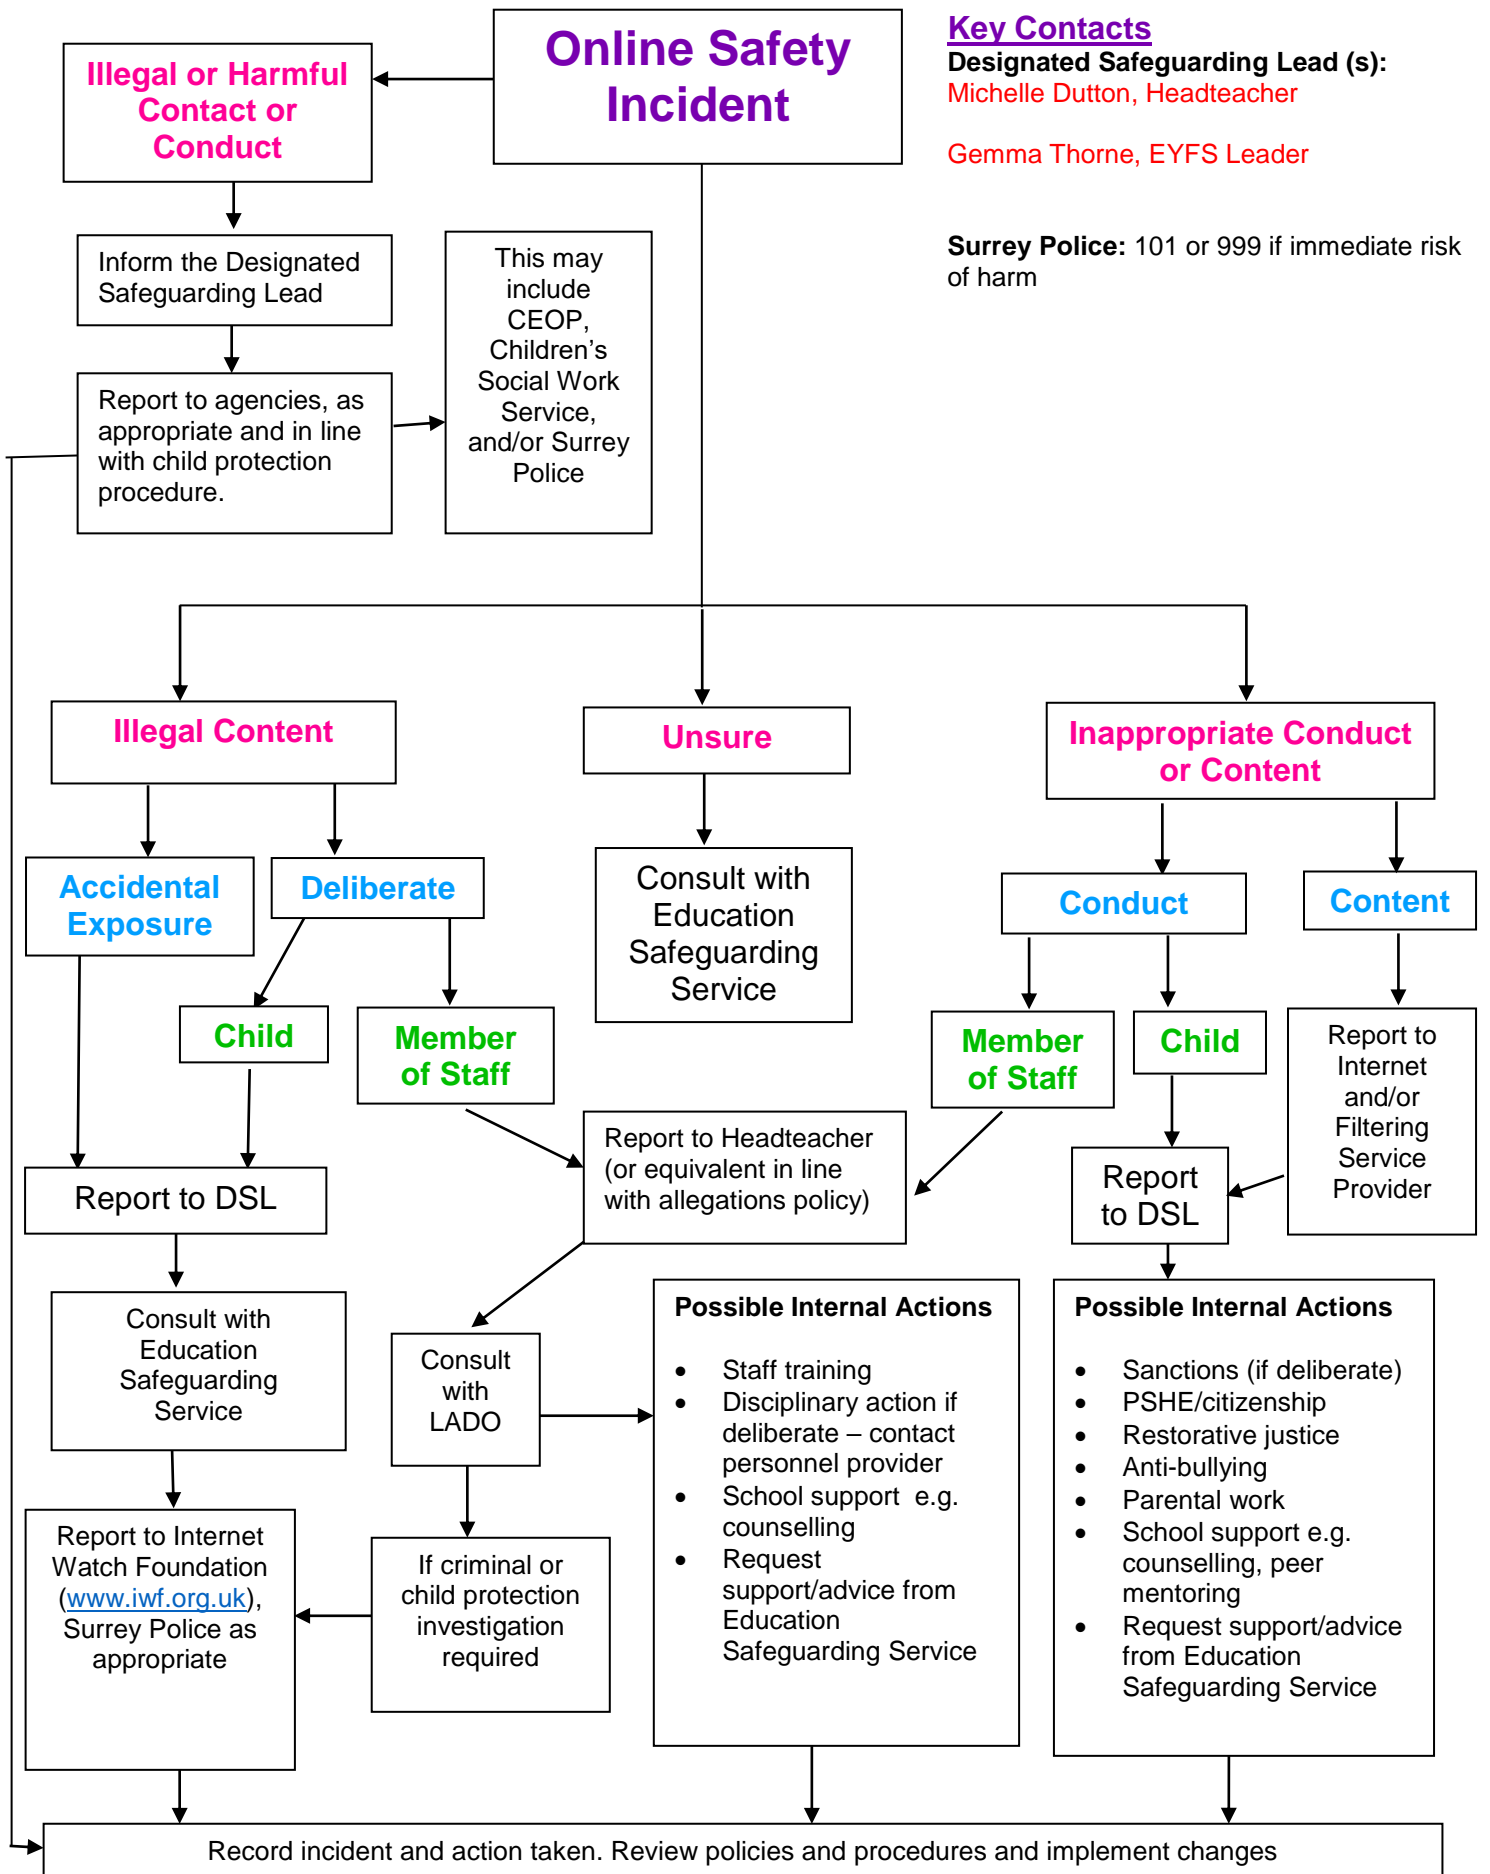 Online Safety
Incident
Key Contacts
Designated Safeguarding Lead (s):
Michelle Dutton, Headteacher
Gemma Thorne, EYFS Leader
Surrey Police: 101 or 999 if immediate risk
of harm
Illegal or Harmful
Contact or
Conduct
Inform the Designated
Safeguarding Lead
Report to agencies, as
appropriate and in line
with child protection
procedure.
This may
include
CEOP,
Children’s
Social Work
Service,
and/or Surrey
Police
Illegal Content
Unsure
Inappropriate Conduct
or Content
Accidental
Exposure
Deliberate
Consult with
Education
Safeguarding
Service
Conduct
Content
Child
Member
of Staff
Member
of Staff
Child
Report to
Internet
and/or
Filtering
Service
Provider
Report to DSL
Report to Headteacher
(or equivalent in line
with allegations policy)
Report
to DSL
Consult with
Education
Safeguarding
Service
Consult
with
LADO
Possible Internal Actions
• Staff training
• Disciplinary action if
deliberate – contact
personnel provider
• School support e.g.
counselling
• Request
support/advice from
Education
Safeguarding Service
Possible Internal Actions
• Sanctions (if deliberate)
• PSHE/citizenship
• Restorative justice
• Anti-bullying
• Parental work
• School support e.g.
counselling, peer
mentoring
• Request support/advice
from Education
Safeguarding Service
Report to Internet
Watch Foundation
(www.iwf.org.uk),
Surrey Police as
appropriate
If criminal or
child protection
investigation
required
Record incident and action taken. Review policies and procedures and implement changes